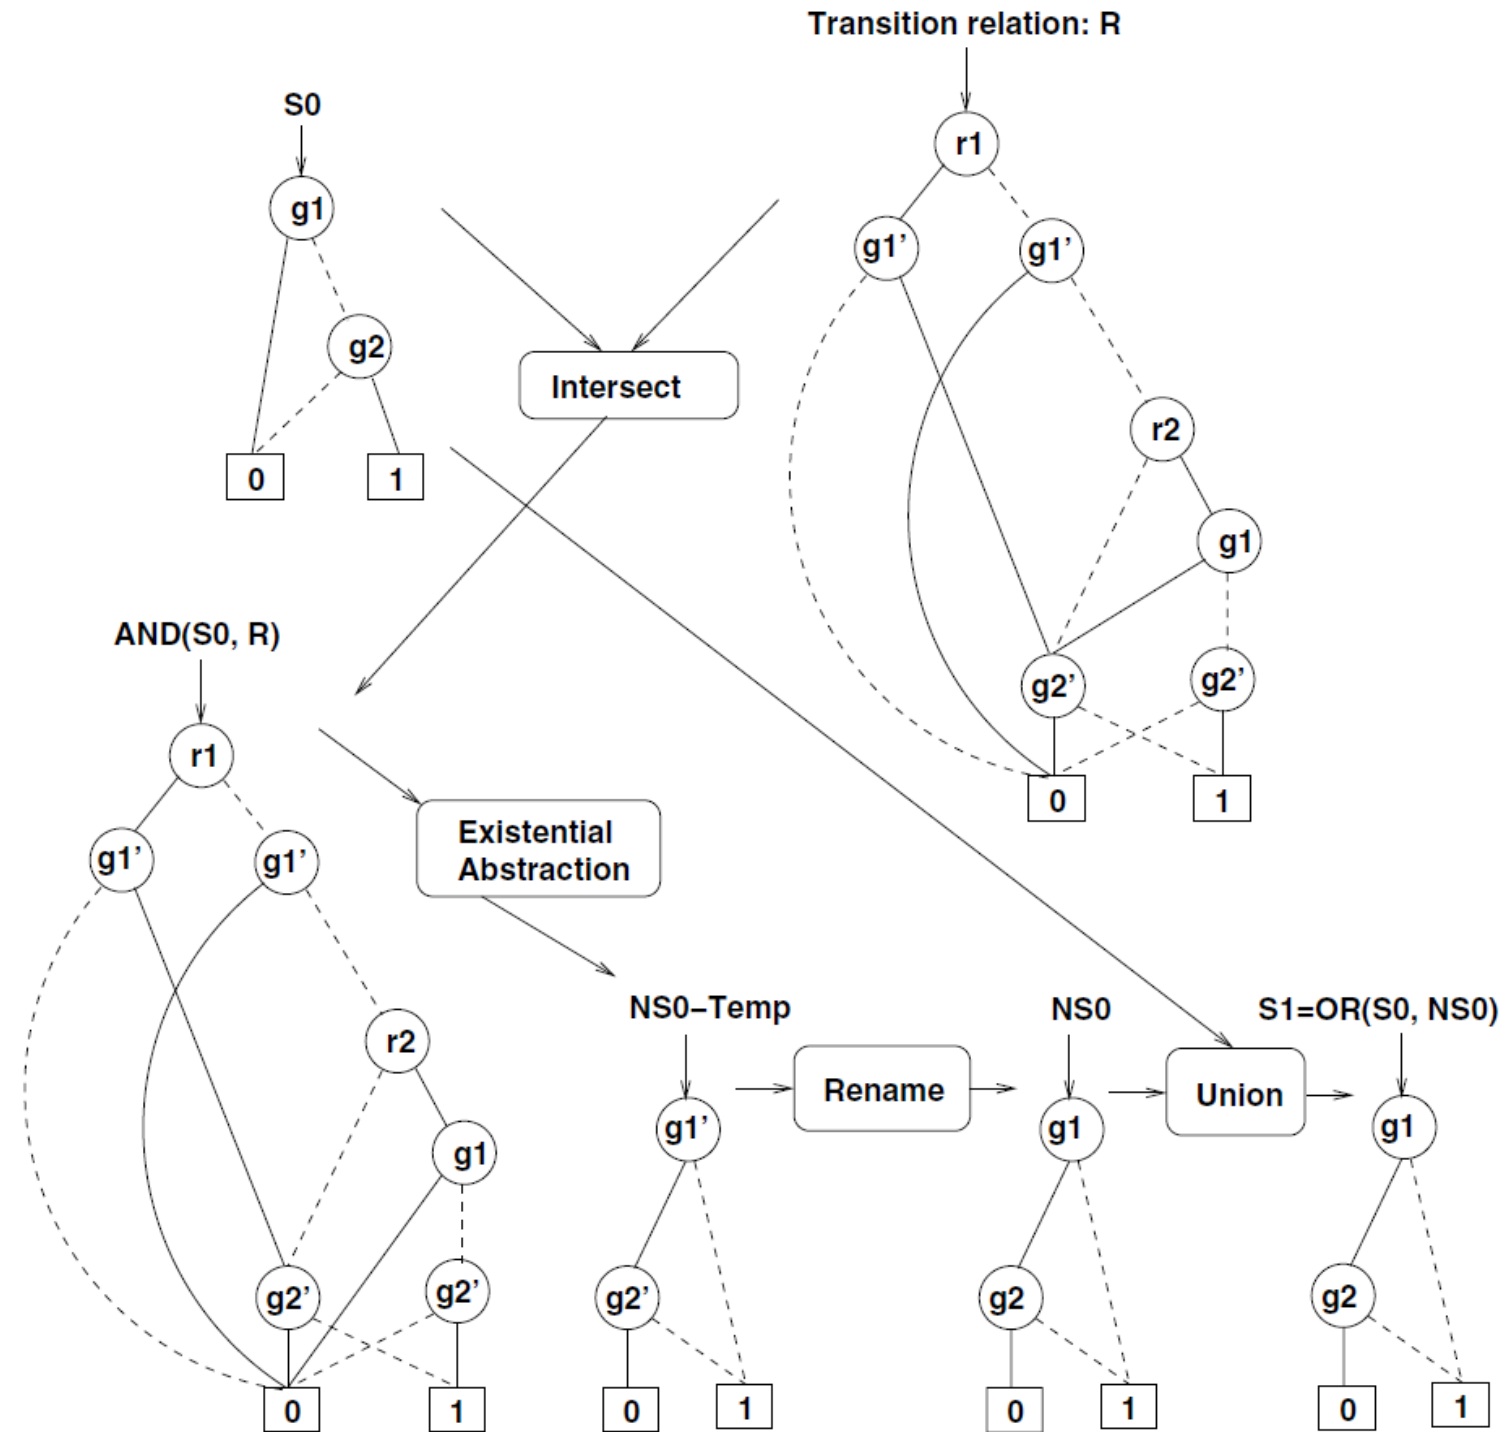 Transition relation: R
S0
r1
g1
g1’
g1’
g2
Intersect
r2
0
1
g1
AND(S0, R)
g2’
g2’
r1
0
1
g1’
g1’
Existential
Abstraction
NS0–Temp
NS0
S1=OR(S0, NS0)
r2
Rename
Union
g1’
g1
g1
g1
g2’
g2’
g2’
g2
g2
0
1
0
1
0
1
0
1